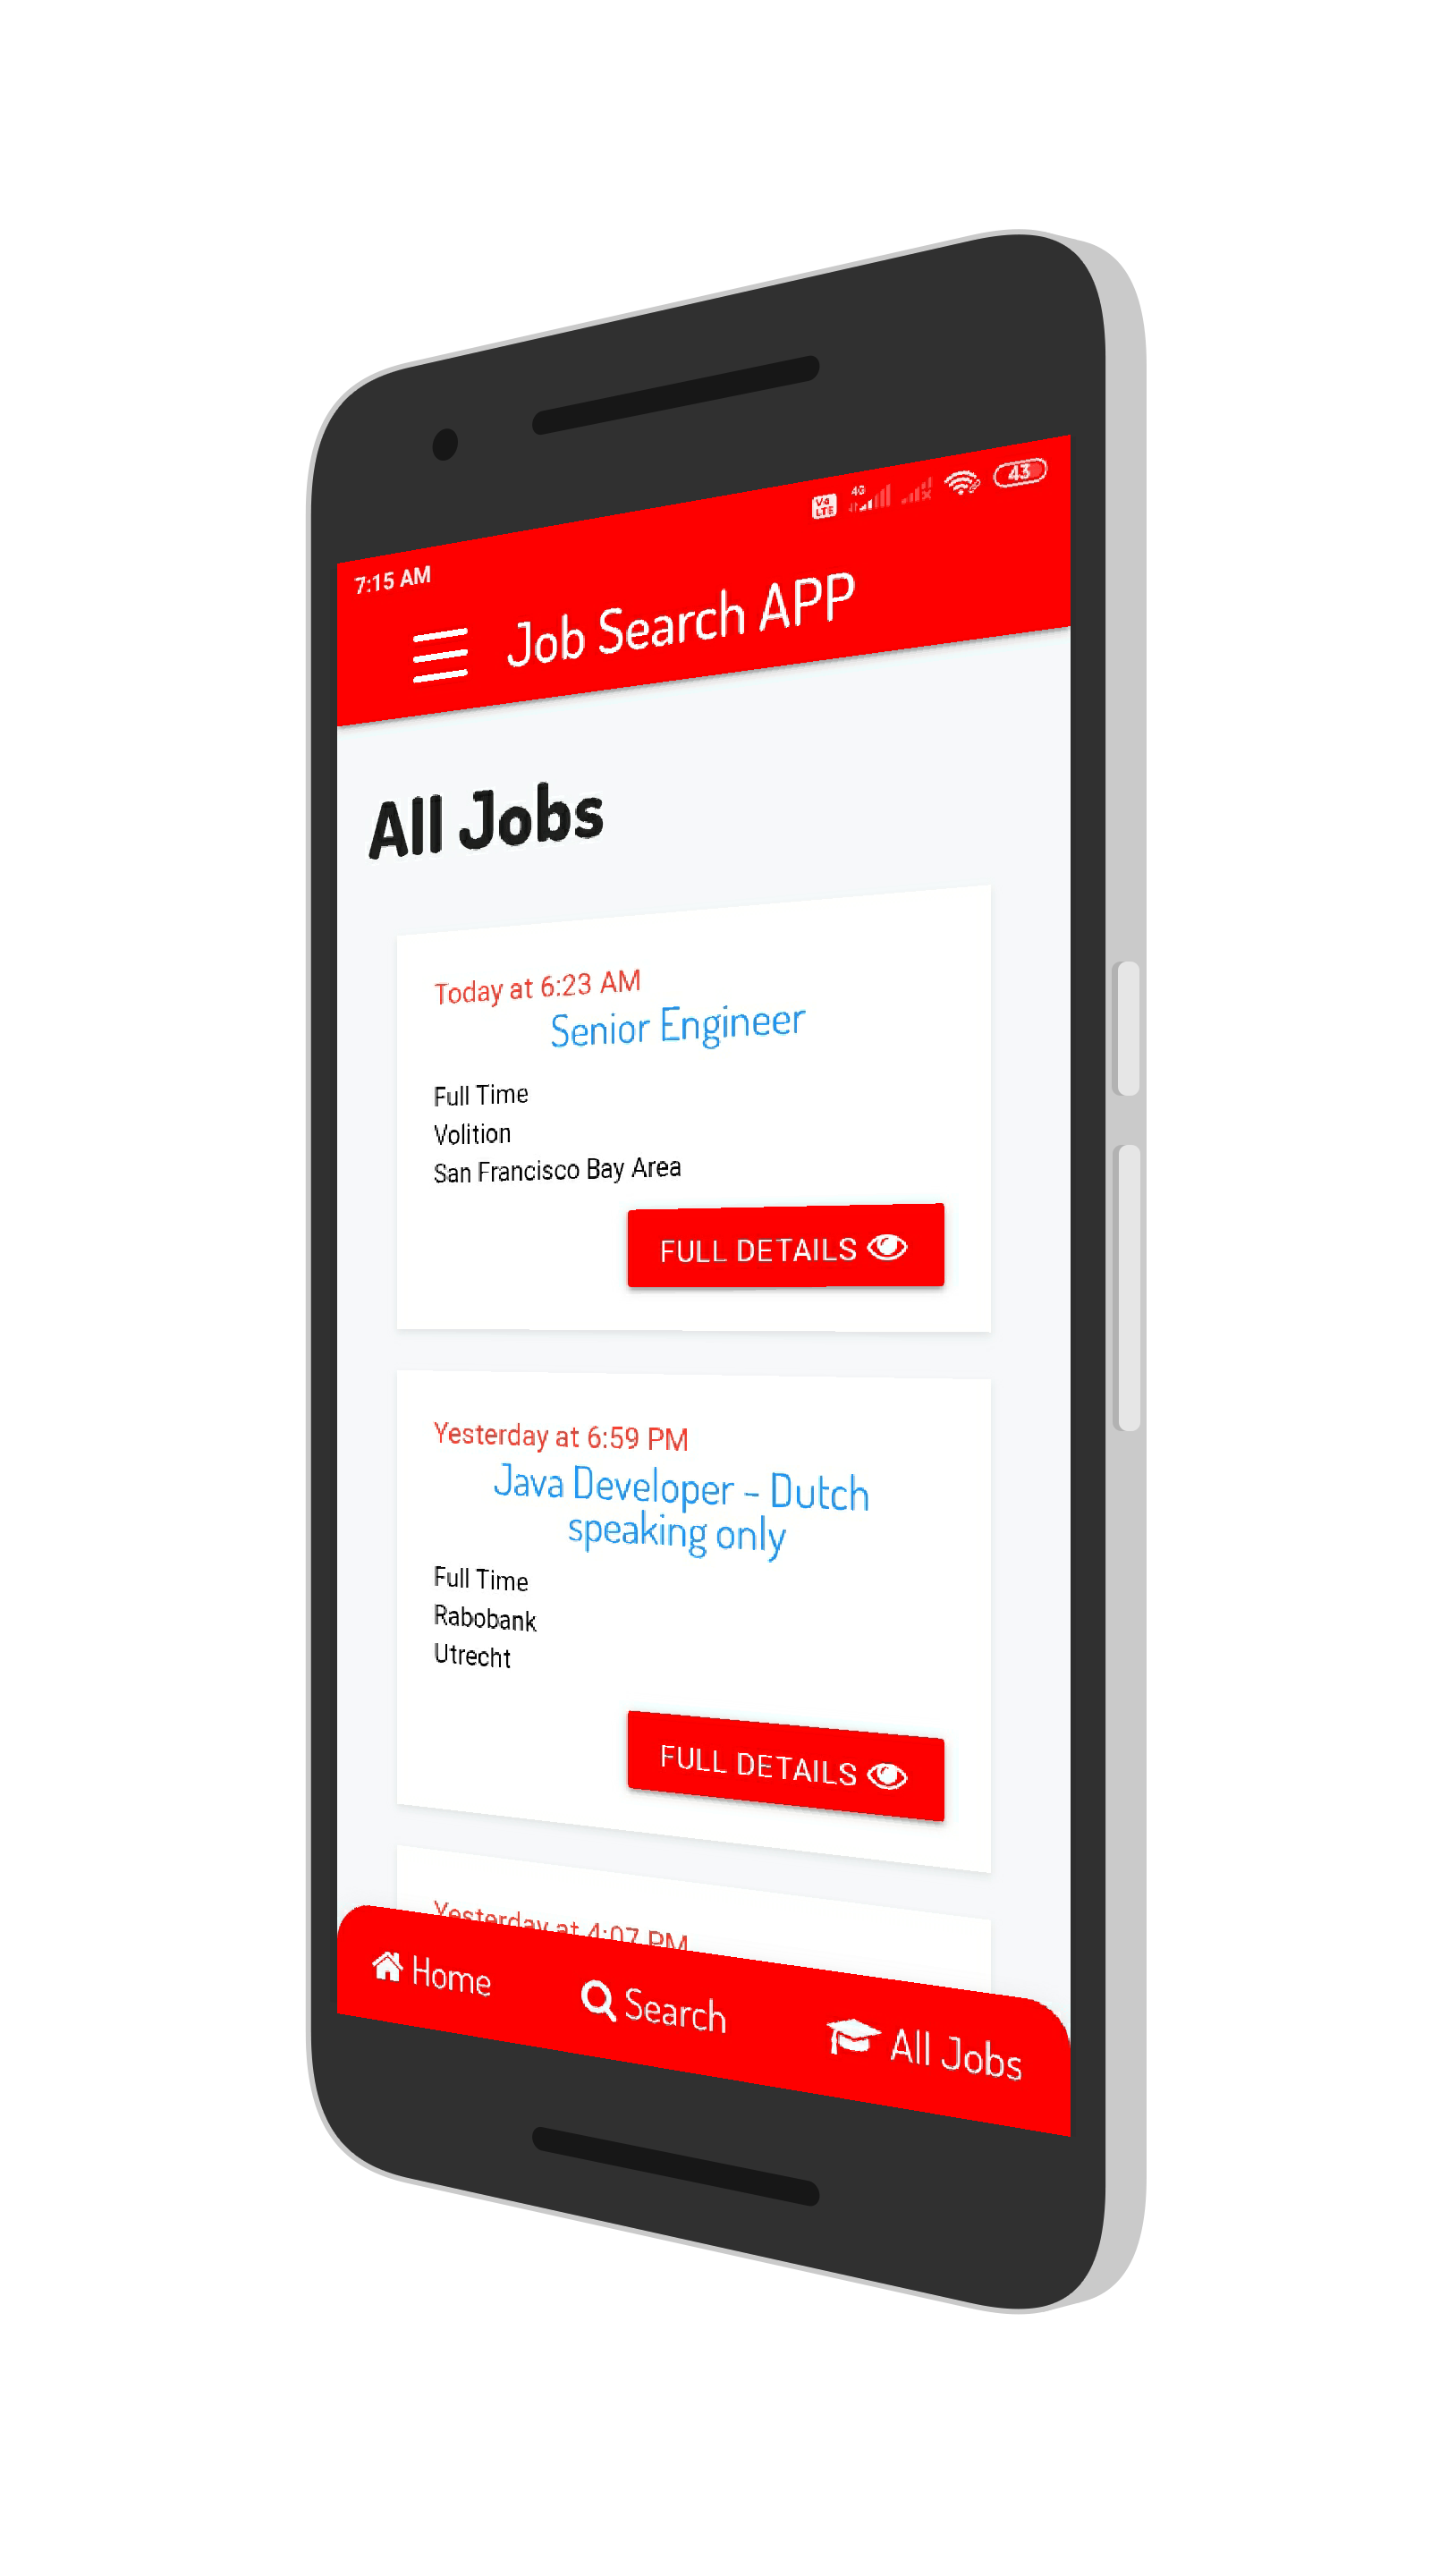 7:15 AM
V4
LTE
4G
43
Job Search APP
All Jobs
Today at 6:23 AM
Senior Engineer
Full Time
Volition
San Francisco Bay Area
FULL DETAILS
Yesterday at 6:59 PM
Java Developer - Dutch
speaking only
Full Time
Rabobank
Utrecht
FULL DETAILS
Yesterday at 4:07 PM
Home
Search
All Jobs